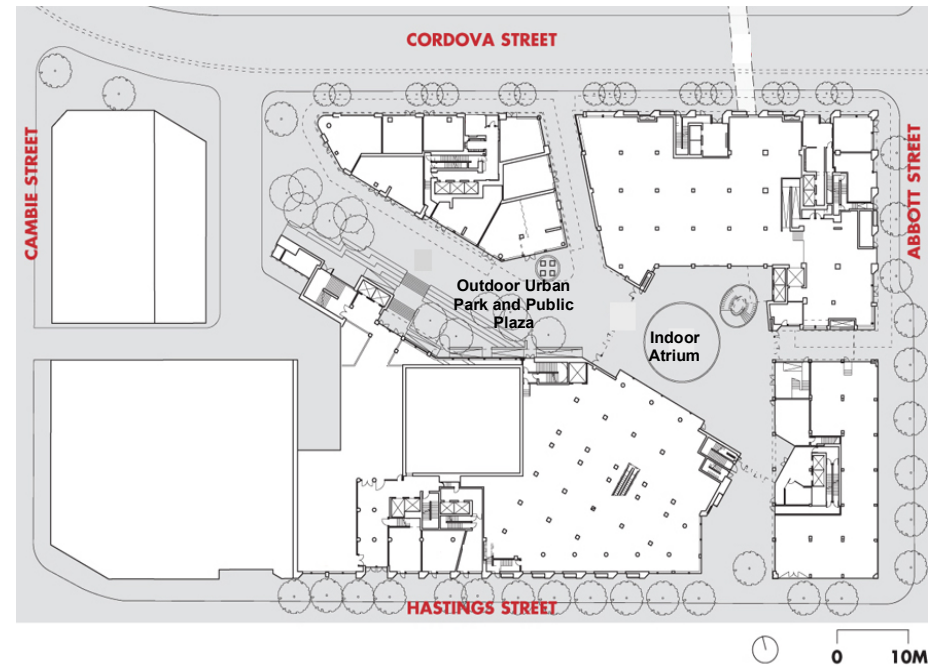 CORDOVA STREET
CAMBIE STREET
ABBOTT STREET
Outdoor Urban
Park and Public
Plaza
Indoor
Atrium
HASTINGS STREET
0 10M